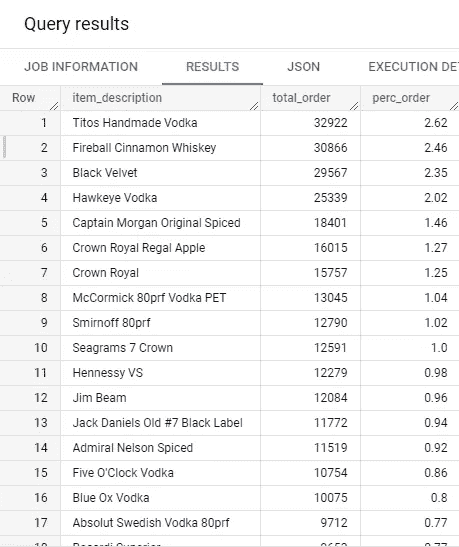 Query results
JOB INFORMATION RESULTS JSON EXECUTION DE
Row item_description total_order perc_order
1 Titos Handmade Vodka 32922 2.62
2 Fireball Cinnamon Whiskey 30866 2.46
3 Black Velvet 29567 2.35
4 Hawkeye Vodka 25339 2.02
5 Captain Morgan Original Spiced 18401 1.46
6 Crown Royal Regal Apple 16015 1.27
7 Crown Royal 15757 1.25
8 McCormick 80prf Vodka PET 13045 1.04
9 Smirnoff 80prf 12790 1.02
10 Seagrams 7 Crown 12591 1.0
11 Hennessy VS 12279 0.98
12 Jim Beam 12084 0.96
13 Jack Daniels Old #7 Black Label 11772 0.94
14 Admiral Nelson Spiced 11519 0.92
15 Five O'Clock Vodka 10754 0.86
16 Blue Ox Vodka 10075 0.8
17 Absolut Swedish Vodka 80prf 9712 0.77